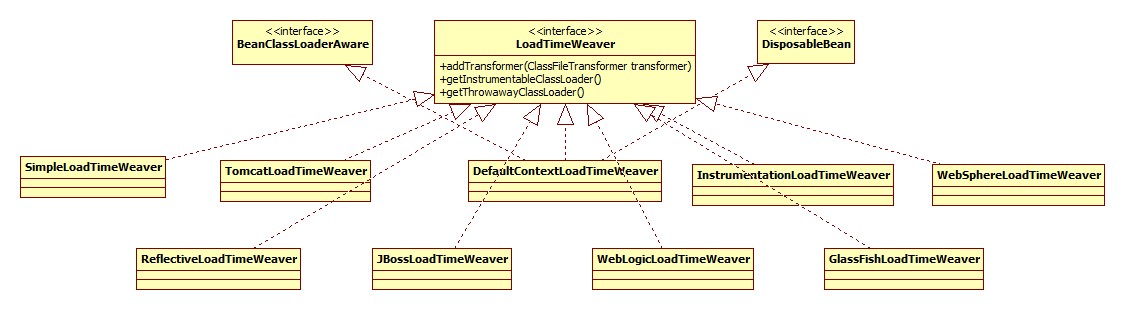 <<interface>>
BeanClassLoaderAware
<<interface>>
LoadTimeWeaver
+addTransformer(ClassFileTransformer transformer)
+getInstrumentableClassLoader()
+getThrowawayClassLoader()
<<interface>>
DisposableBean
SimpleLoadTimeWeaver
TomcatLoadTimeWeaver
DefaultContextLoadTimeWeaver
InstrumentationLoadTimeWeaver
WebSphereLoadTimeWeaver
ReflectiveLoadTimeWeaver
JBossLoadTimeWeaver
WebLogicLoadTimeWeaver
GlassFishLoadTimeWeaver